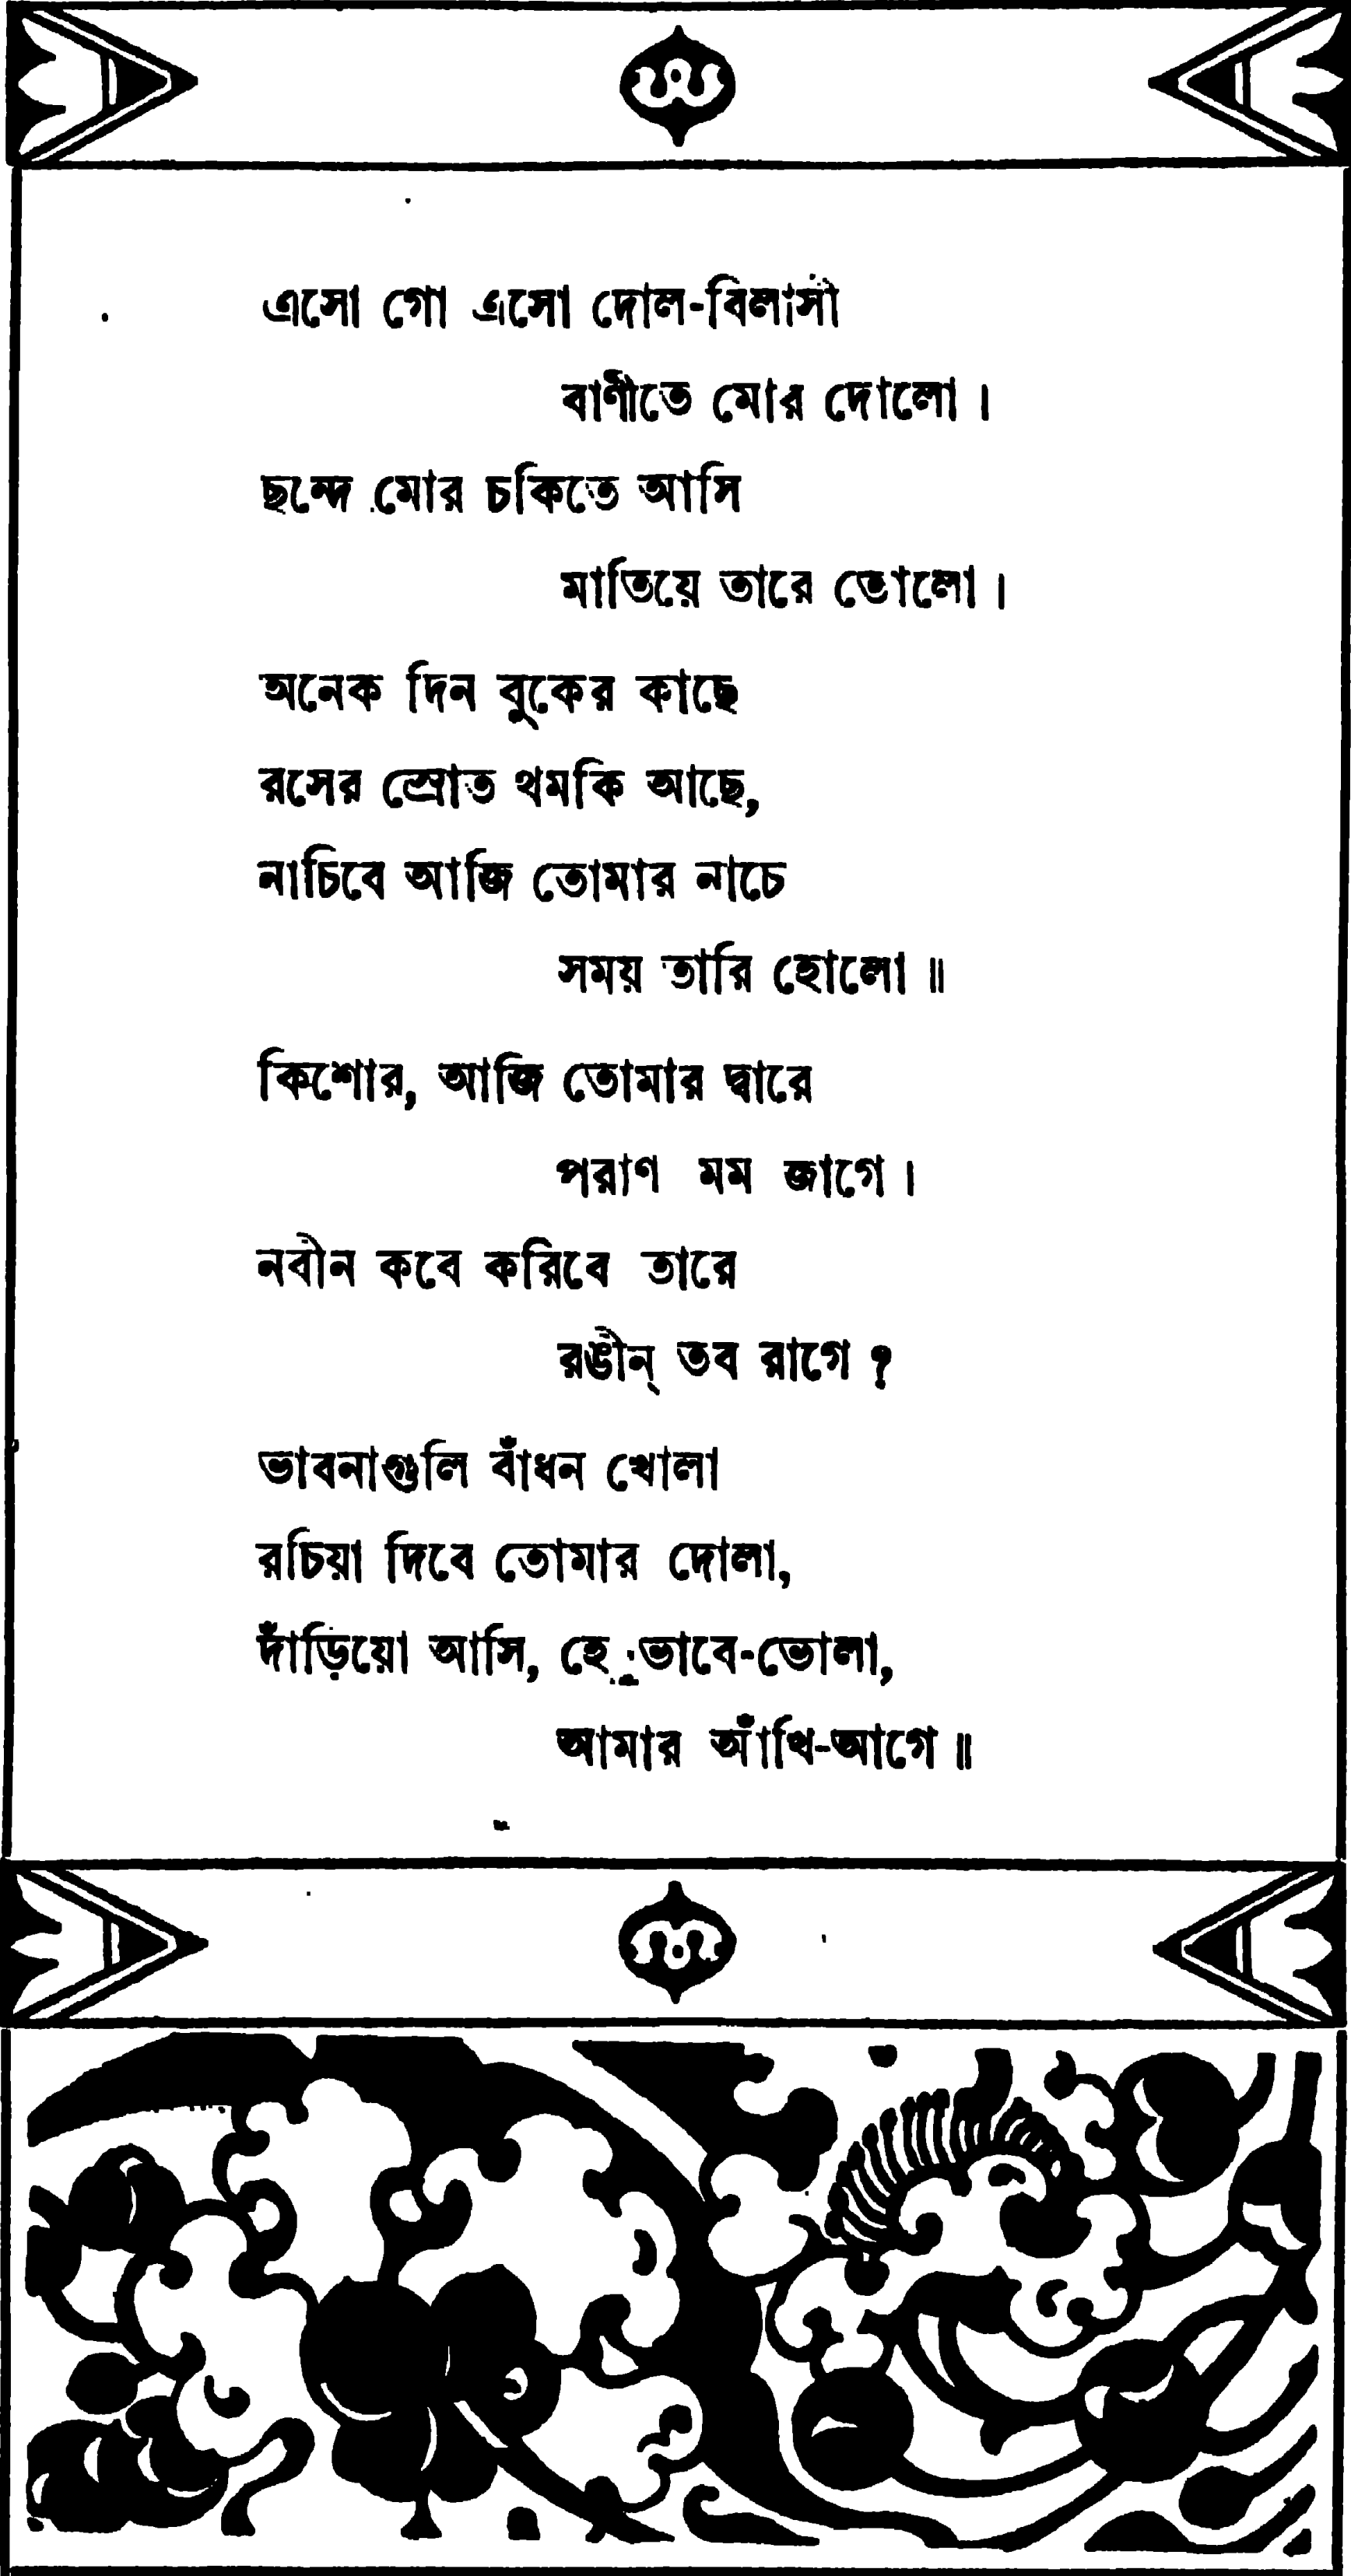 এসো গো এসো দোল-বিলাসী
বাণীতে মোর দোলো ।
ছন্দে মোর চকিতে আসি
মাতিয়ে তারে তোলো ।
অনেক দিন বুকের কাছে
রসের স্রোত থমকি আছে,
নাচিবে আজি তোমার নাচে
সময় তারি হোলো ॥
কিশোর, আজি তোমার দ্বারে
পরাণ মম জাগে ।
নবীন কবে করিবে তারে
রঙীন্ তব রাগে ?
ভাবনাগুলি বাঁধন খোলা
রচিয়া দিবে তোমার দোলা,
দাঁড়িয়ো আসি, হে ভাবে-ভোলা,
আমার আঁখি-আগে ॥